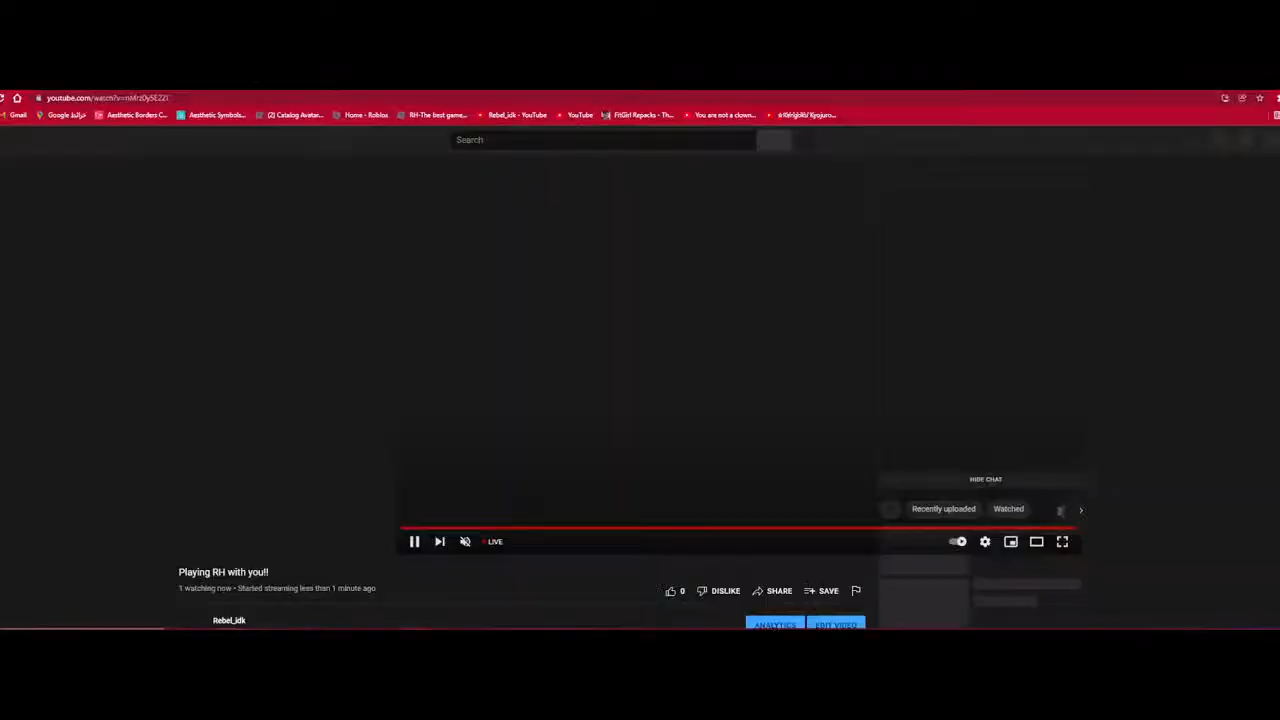 youtube.com/watch?v=
Gmail Google خرائط Aesthetic Borders C... Aesthetic Symbols... (2) Catalog Avatar... Home - Roblox RH-The best game... Rebel_idk - YouTube YouTube FitGirl Repacks - Th... You are not a clown...
Search
HIDE CHAT
Recently uploaded Watched
LIVE
Playing RH with you!!
1 watching now • Started streaming less than 1 minute ago
0 DISLIKE SHARE SAVE
Rebel_idk
ANALYTICS EDIT VIDEO